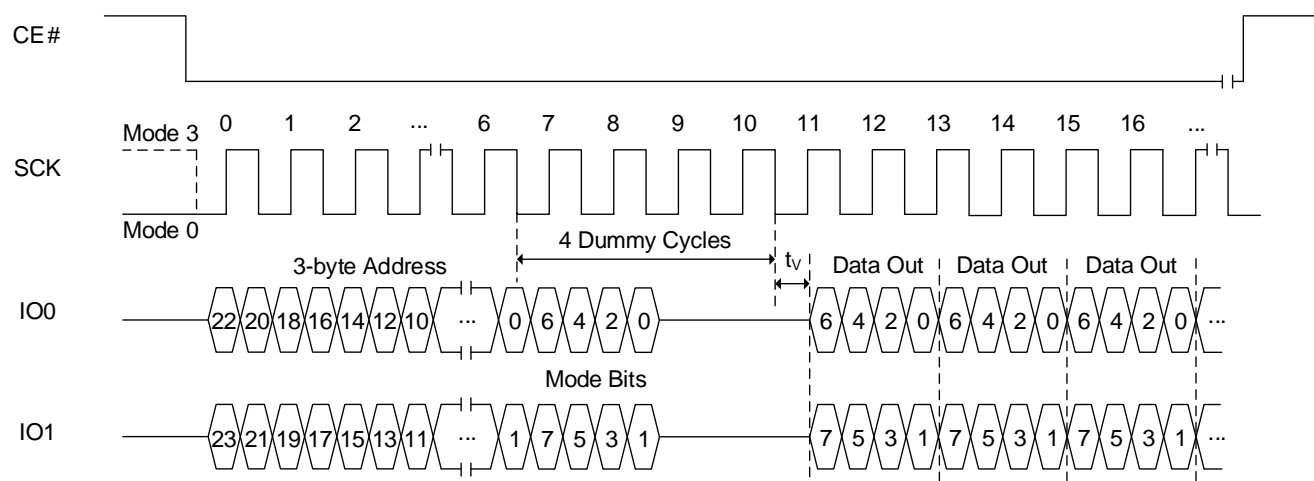 CE#
0 1 2 ... 6 7 8 9 10 11 12 13 14 15 16 ...
Mode 3
SCK
Mode 0
4 Dummy Cycles
tV
3-byte Address
Data Out Data Out Data Out
IO0
22 20 18 16 14 12 10 ... 0 6 4 2 0 6 4 2 0 6 4 2 0 6 4 2 0 ...
Mode Bits
IO1
23 21 19 17 15 13 11 ... 1 7 5 3 1 7 5 3 1 7 5 3 1 7 5 3 1 ...